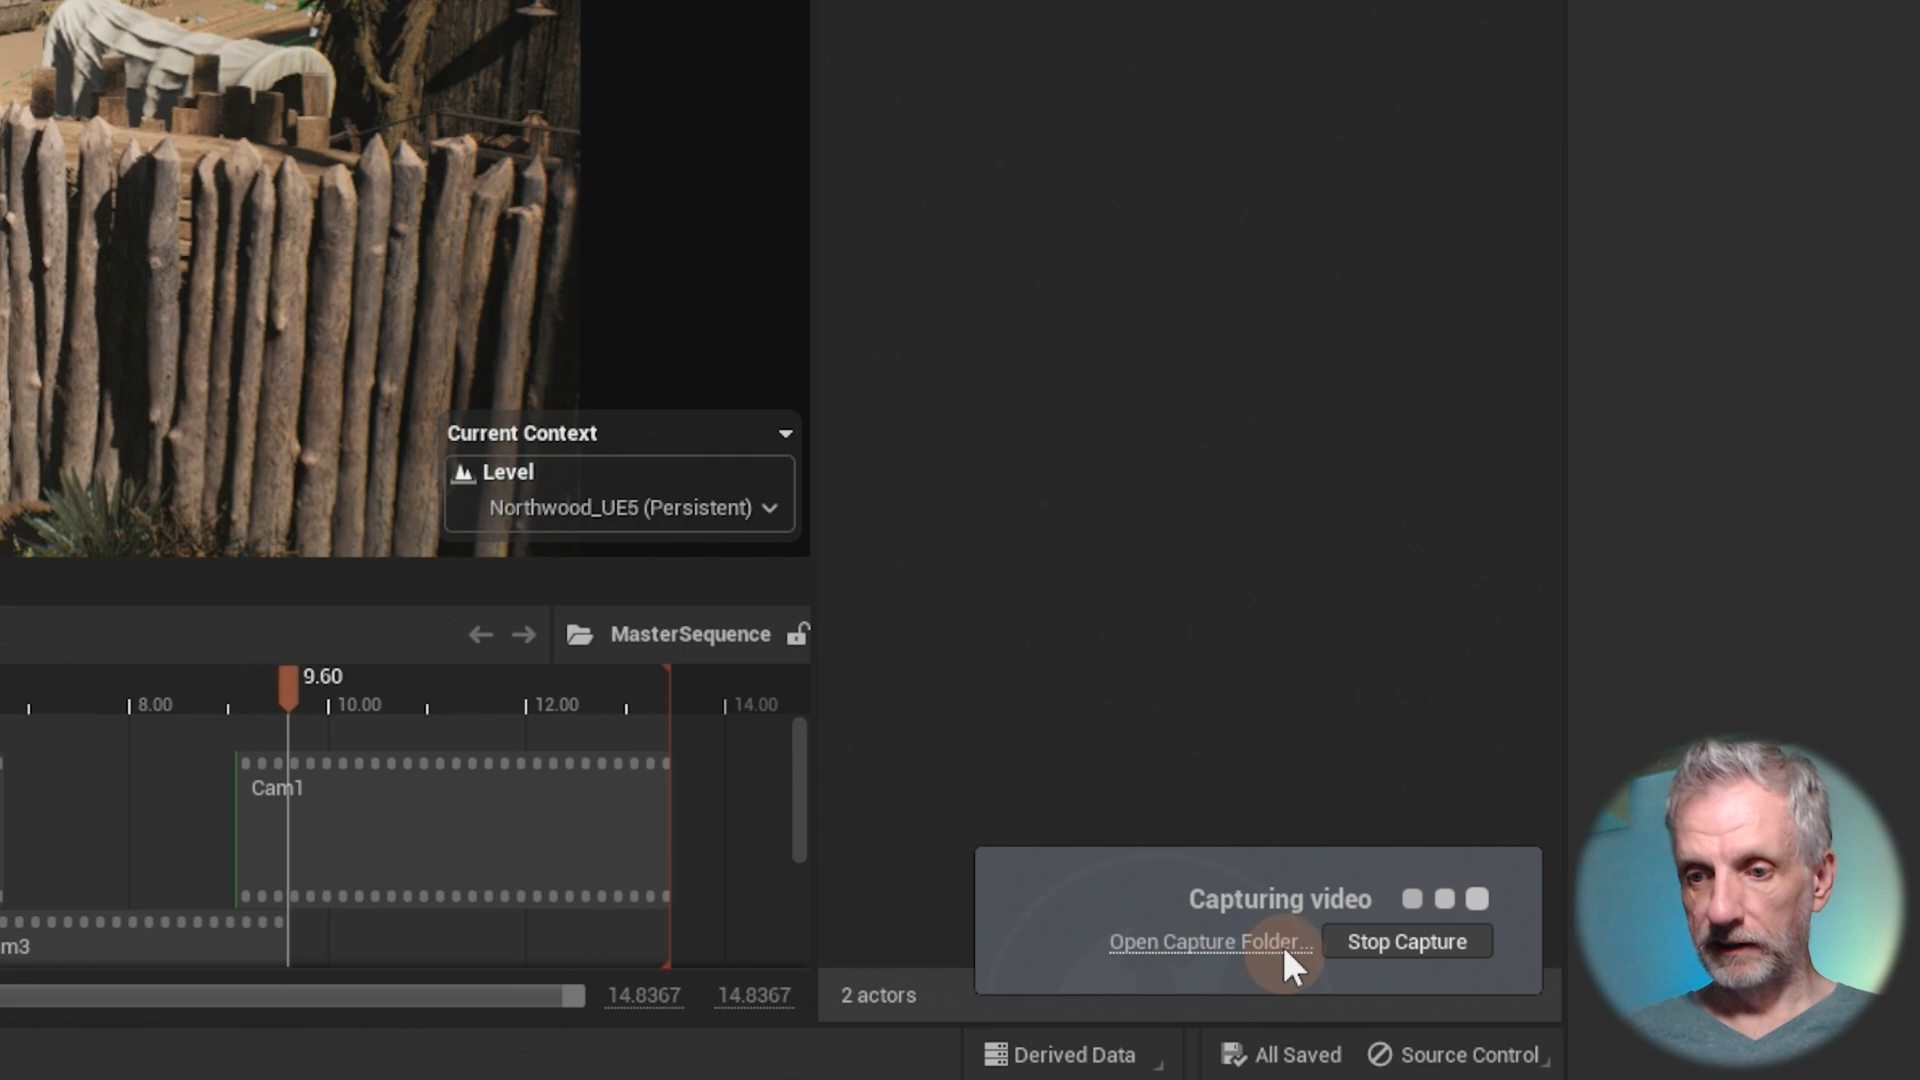 Current Context
Level
Northwood_UE5 (Persistent)
MasterSequence
9.60
8.00
10.00
12.00
14.00
Cam1
m3
14.8367
14.8367
2 actors
Capturing video
Open Capture Folder...
Stop Capture
Derived Data
All Saved
Source Control